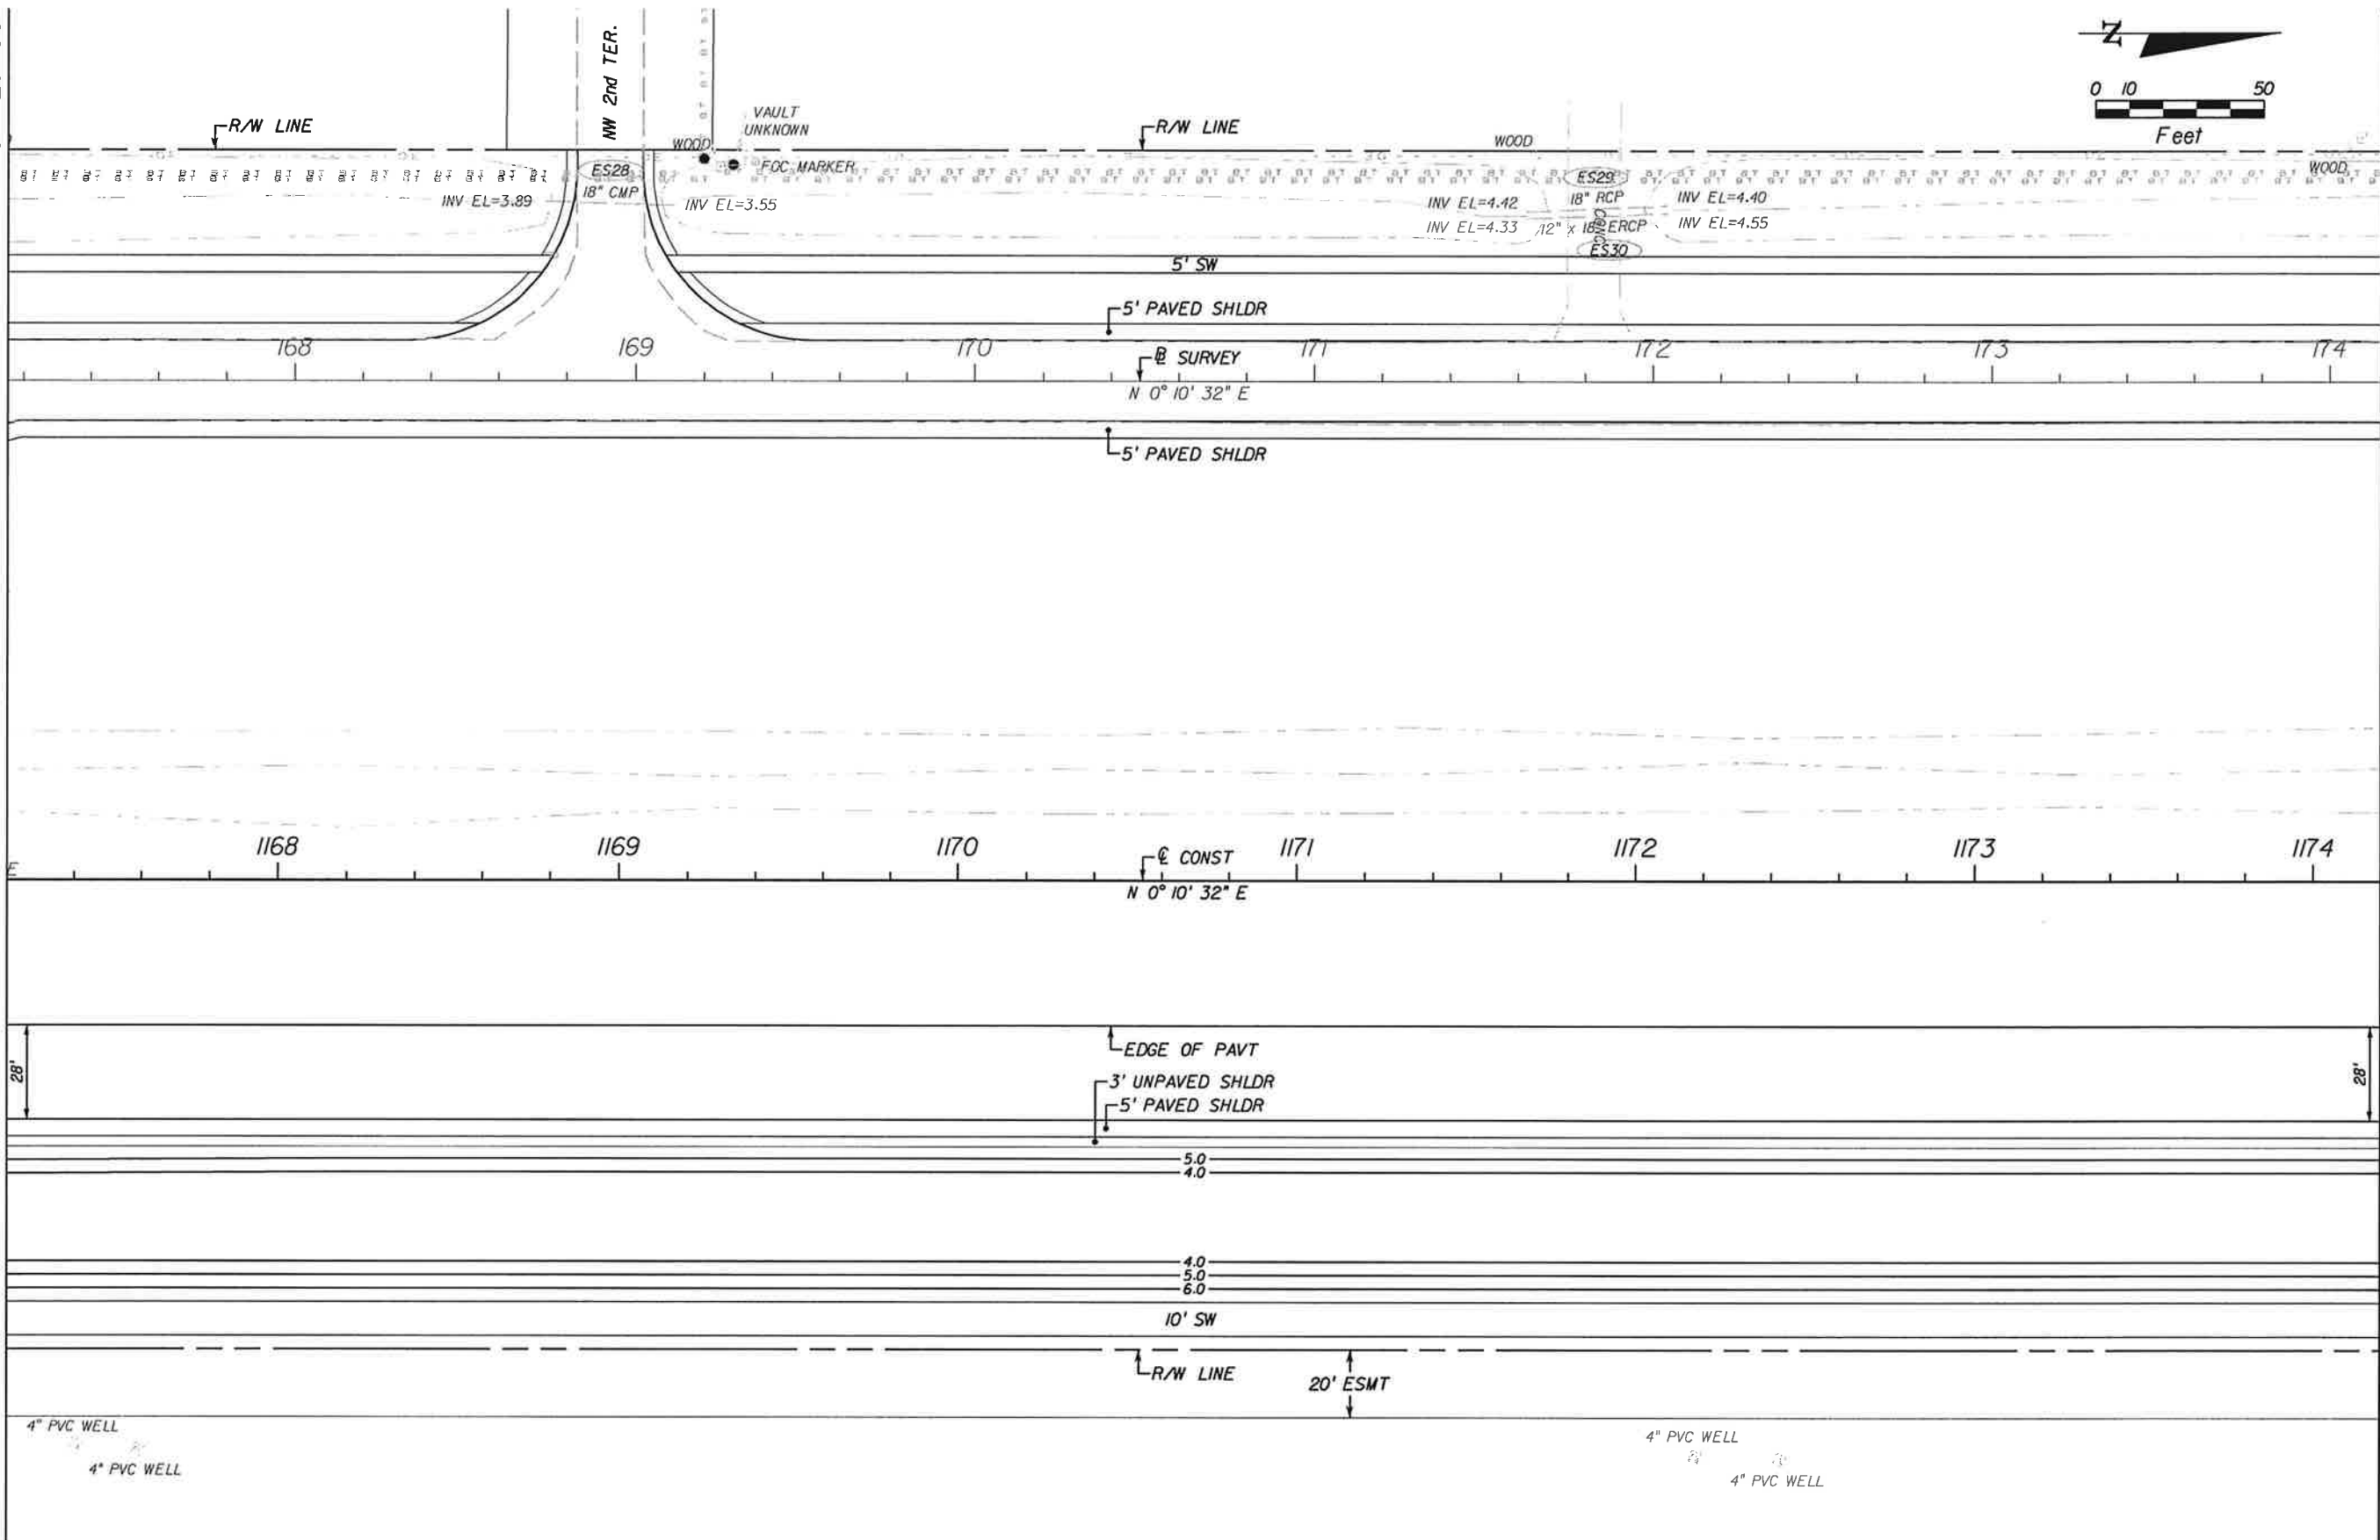 NW 2nd TER.
Z
0 10 50
Feet
R/W LINE
VAULT
UNKNOWN
WOOD
FOC MARKER
R/W LINE
WOOD
WOOD
ES28
18" CMP
INV EL=3.89
INV EL=3.55
ES29
18" RCP
INV EL=4.42
INV EL=4.40
INV EL=4.33
12" x 18" ERCP
INV EL=4.55
CONC
ES30
5' SW
5' PAVED SHLDR
168 169 170 171 172 173 174
BL SURVEY
N 0° 10' 32" E
5' PAVED SHLDR
1168 1169 1170 1171 1172 1173 1174
CL CONST
E
N 0° 10' 32" E
EDGE OF PAVT
28'
28'
3' UNPAVED SHLDR
5' PAVED SHLDR
5.0
4.0
4.0
5.0
6.0
10' SW
R/W LINE
20' ESMT
4" PVC WELL
4" PVC WELL
4" PVC WELL
4" PVC WELL